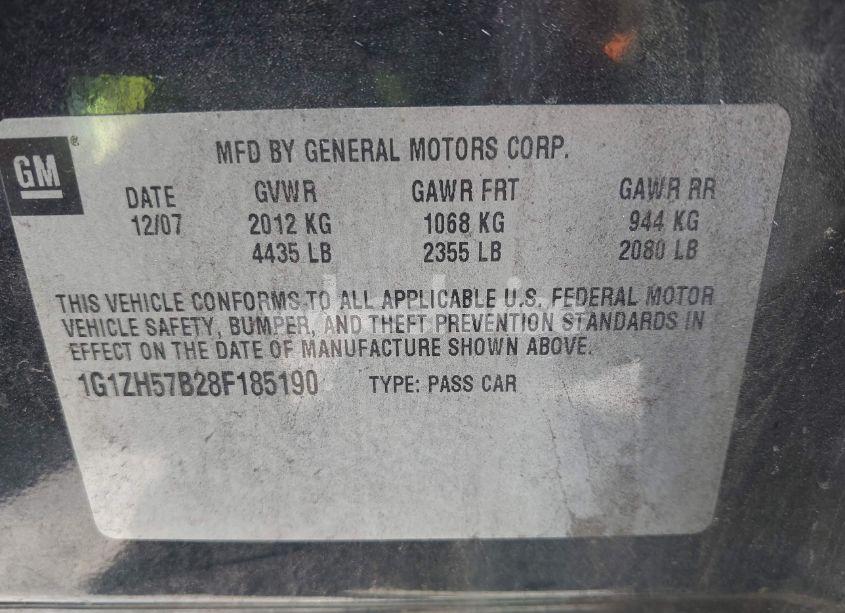 GM®
MFD BY GENERAL MOTORS CORP.
DATE GVWR GAWR FRT GAWR RR
12/07 2012 KG 1068 KG 944 KG
4435 LB 2355 LB 2080 LB
THIS VEHICLE CONFORMS TO ALL APPLICABLE U.S. FEDERAL MOTOR
VEHICLE SAFETY, BUMPER, AND THEFT PREVENTION STANDARDS IN
EFFECT ON THE DATE OF MANUFACTURE SHOWN ABOVE.
1G1ZH57B28F185190 TYPE: PASS CAR